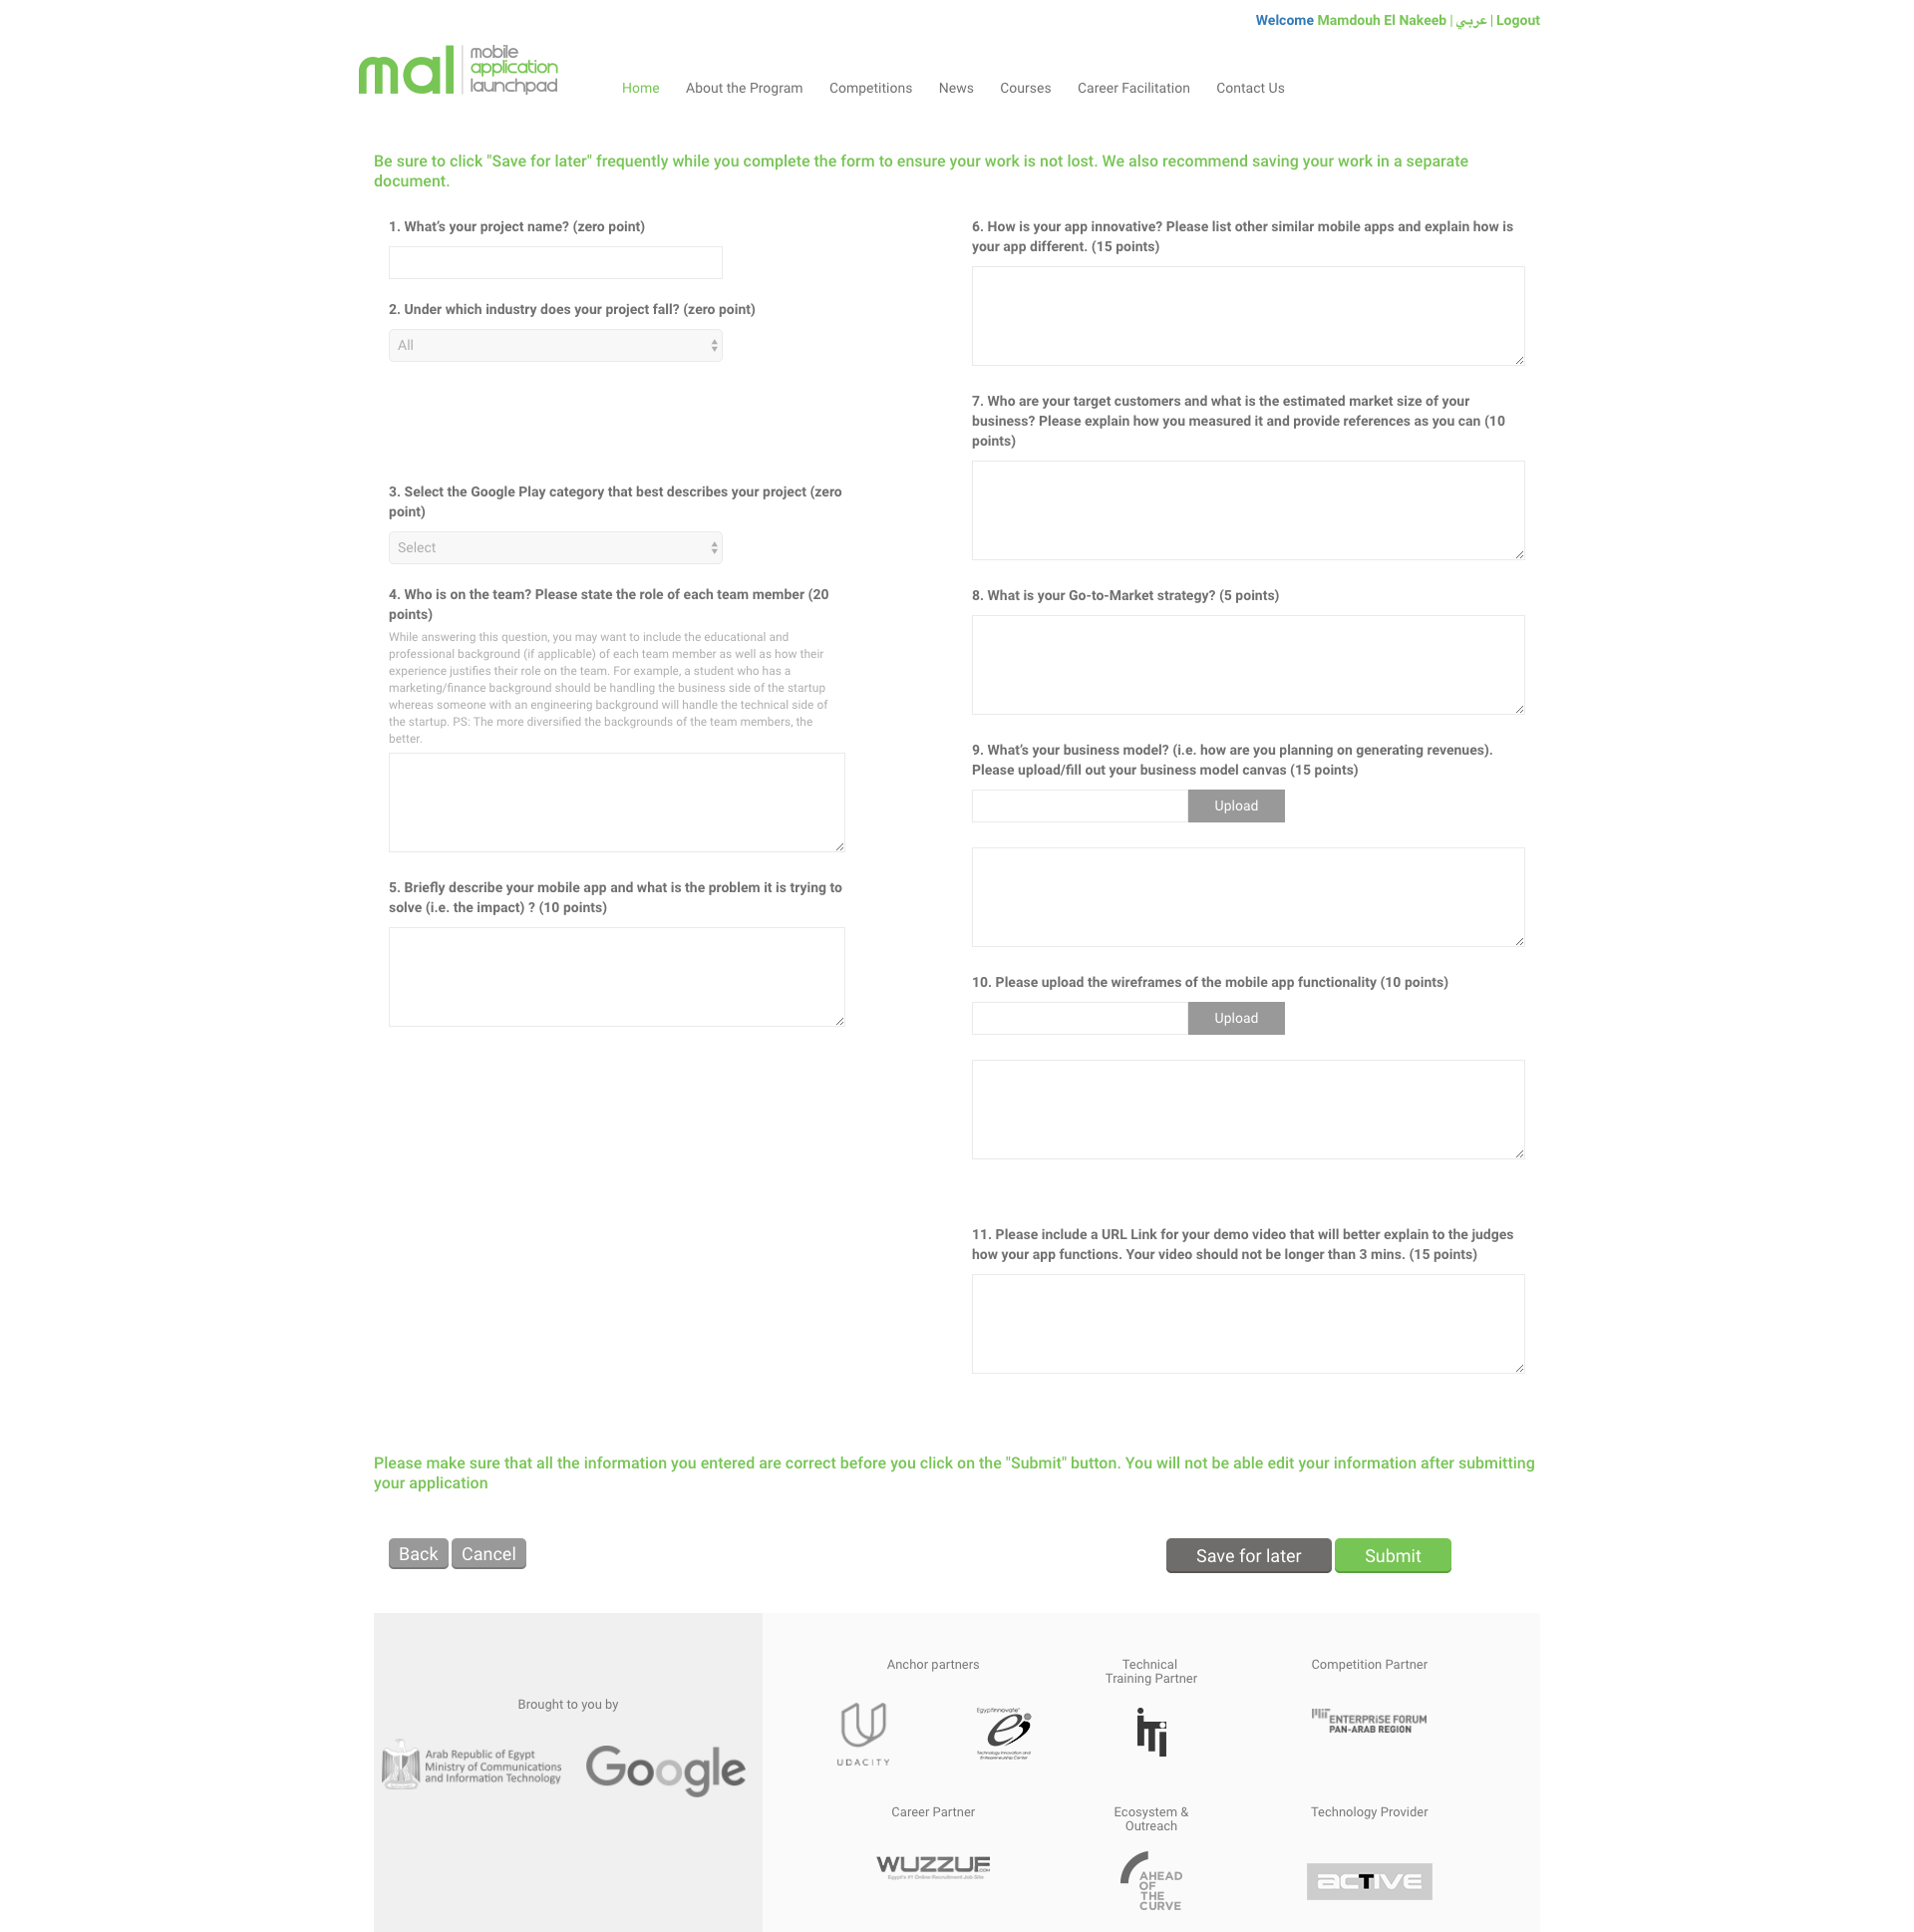 Welcome Mamdouh El Nakeeb | عربي | Logout
mal mobile application launchpad
Home About the Program Competitions News Courses Career Facilitation Contact Us
Be sure to click "Save for later" frequently while you complete the form to ensure your work is not lost. We also recommend saving your work in a separate
document.
1. What's your project name? (zero point)
2. Under which industry does your project fall? (zero point)
All
3. Select the Google Play category that best describes your project (zero
point)
Select
4. Who is on the team? Please state the role of each team member (20
points)
While answering this question, you may want to include the educational and
professional background (if applicable) of each team member as well as how their
experience justifies their role on the team. For example, a student who has a
marketing/finance background should be handling the business side of the startup
whereas someone with an engineering background will handle the technical side of
the startup. PS: The more diversified the backgrounds of the team members, the
better.
5. Briefly describe your mobile app and what is the problem it is trying to
solve (i.e. the impact) ? (10 points)
6. How is your app innovative? Please list other similar mobile apps and explain how is
your app different. (15 points)
7. Who are your target customers and what is the estimated market size of your
business? Please explain how you measured it and provide references as you can (10
points)
8. What is your Go-to-Market strategy? (5 points)
9. What's your business model? (i.e. how are you planning on generating revenues).
Please upload/fill out your business model canvas (15 points)
Upload
10. Please upload the wireframes of the mobile app functionality (10 points)
Upload
11. Please include a URL Link for your demo video that will better explain to the judges
how your app functions. Your video should not be longer than 3 mins. (15 points)
Please make sure that all the information you entered are correct before you click on the "Submit" button. You will not be able edit your information after submitting
your application
Back Cancel Save for later Submit
Brought to you by
Arab Republic of Egypt
Ministry of Communications
and Information Technology
Google
Anchor partners
UDACITY
Egyptinnovate
Technology Innovation and
Entrepreneurship Center
Technical
Training Partner
iTi
Competition Partner
MIT ENTERPRISE FORUM
PAN-ARAB REGION
Career Partner
WUZZUF.COM
Egypt's #1 Online Recruitment Job Site
Ecosystem &
Outreach
AHEAD
OF
THE
CURVE
Technology Provider
ACTIVE